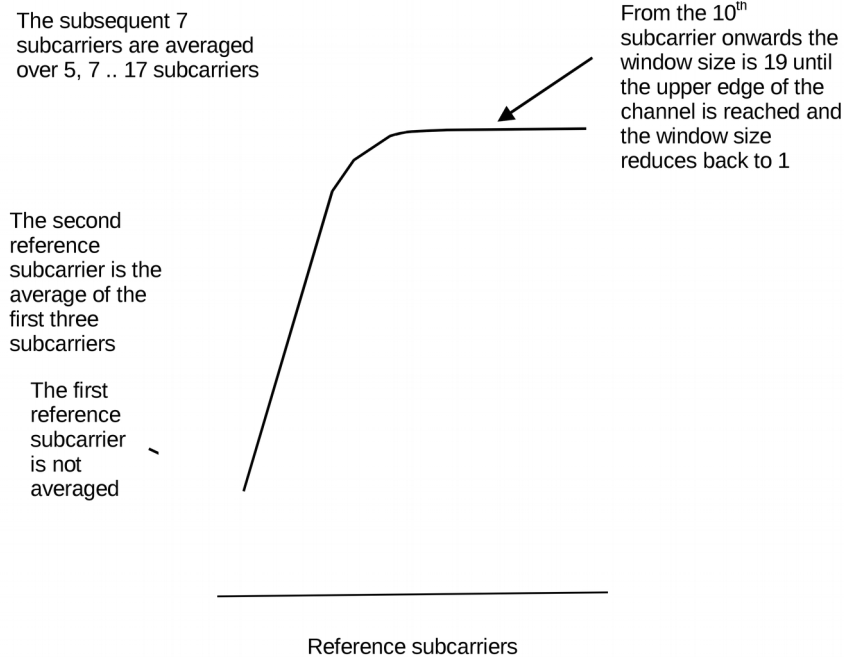 The subsequent 7
subcarriers are averaged
over 5, 7 .. 17 subcarriers
From the 10th
subcarrier onwards the
window size is 19 until
the upper edge of the
channel is reached and
the window size
reduces back to 1
The second
reference
subcarrier is the
average of the
first three
subcarriers
The first
reference
subcarrier
is not
averaged
Reference subcarriers